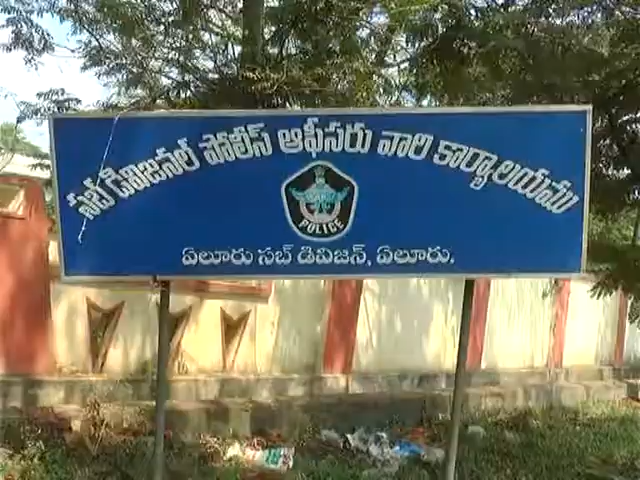 సబ్ డివిజనల్ పోలీస్ ఆఫీసరు వారి కార్యాలయము
POLICE
ఏలూరు సబ్ డివిజన్, ఏలూరు.